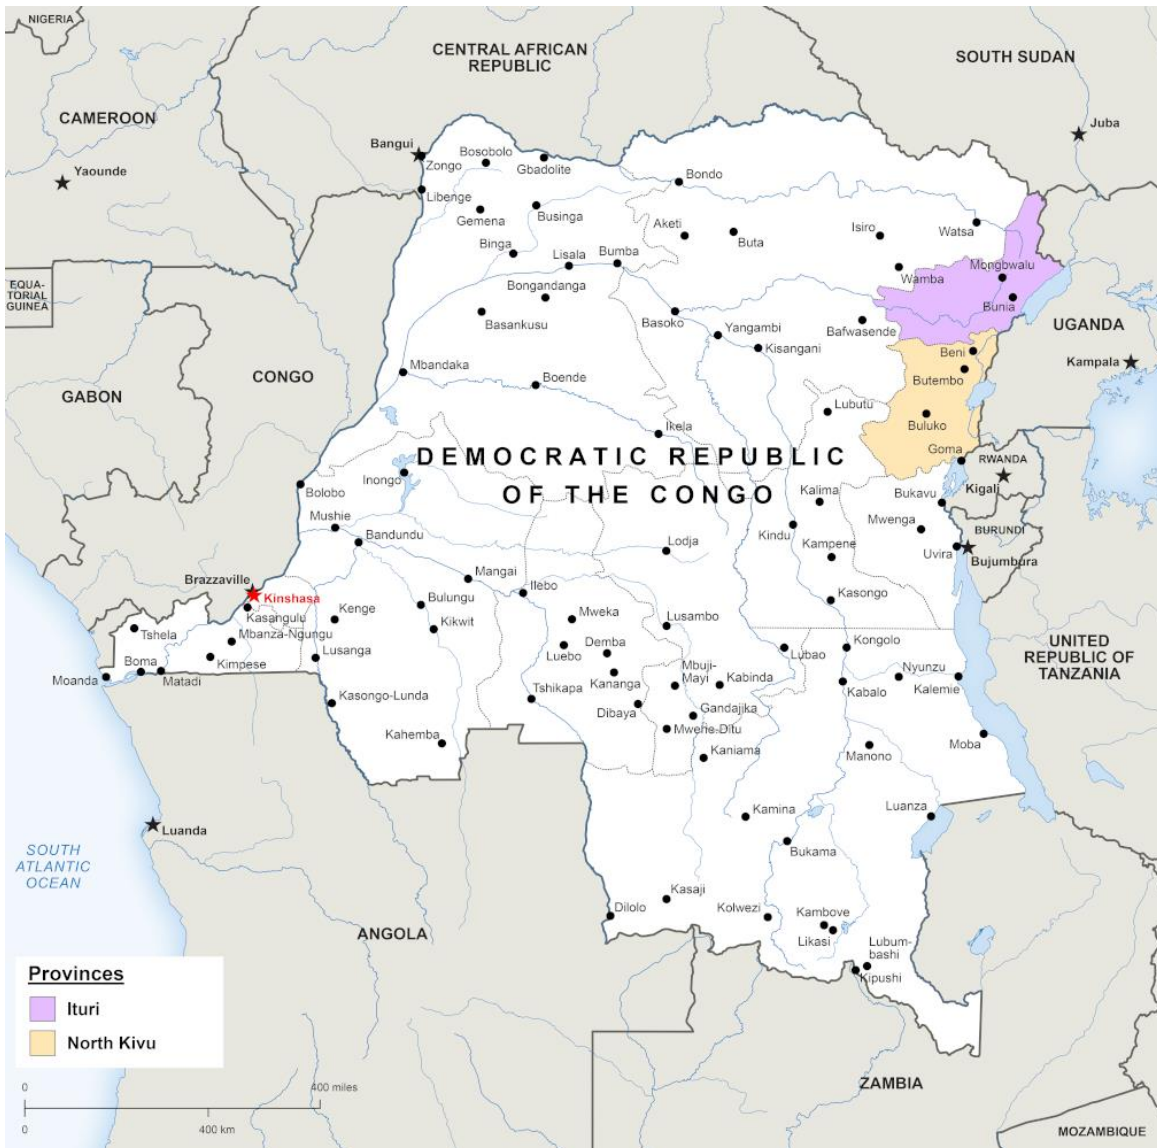 NIGERIA
CENTRAL AFRICAN
REPUBLIC
SOUTH SUDAN
CAMEROON
Juba
Bangui
Yaounde
Zongo
Bosobolo
Gbadolite
Bondo
Libenge
Gemena
Businga
Aketi
Buta
Isiro
Watsa
Binga
Lisala
Bumba
Wamba
Mongbwalu
EQUA-
TORIAL
GUINEA
Bongandanga
Bunia
Basankusu
Basoko
Yangambi
Bafwasende
UGANDA
Kisangani
Beni
Kampala
Mbandaka
Boende
Butembo
CONGO
GABON
Lubutu
Buluko
Ikela
Goma
DEMOCRATIC REPUBLIC
OF THE CONGO
RWANDA
Kigali
Inongo
Bolobo
Kalima
Bukavu
Mushie
Bandundu
Kindu
Mwenga
BURUNDI
Lodja
Kampene
Uvira
Bujumbura
Brazzaville
Kinshasa
Mangai
Ilebo
Kasangulu
Kenge
Bulungu
Mweka
Kasongo
Tshela
Mbanza-Ngungu
Kikwit
Lusambo
Kongolo
UNITED
REPUBLIC OF
TANZANIA
Demba
Luebo
Lubao
Boma
Kimpese
Lusanga
Mbuji-
Mayi
Kabinda
Nyunzu
Moanda
Matadi
Kananga
Kabalo
Kalemie
Kasongo-Lunda
Tshikapa
Dibaya
Gandajika
Mwene-Ditu
Kahemba
Kaniama
Manono
Moba
Kamina
Luanza
Luanda
Bukama
SOUTH
ATLANTIC
OCEAN
Kasaji
Dilolo
Kolwezi
Kambove
Likasi
ANGOLA
Lubum-
bashi
Kipushi
Provinces
Ituri
North Kivu
0
400 miles
0
400 km
ZAMBIA
MOZAMBIQUE